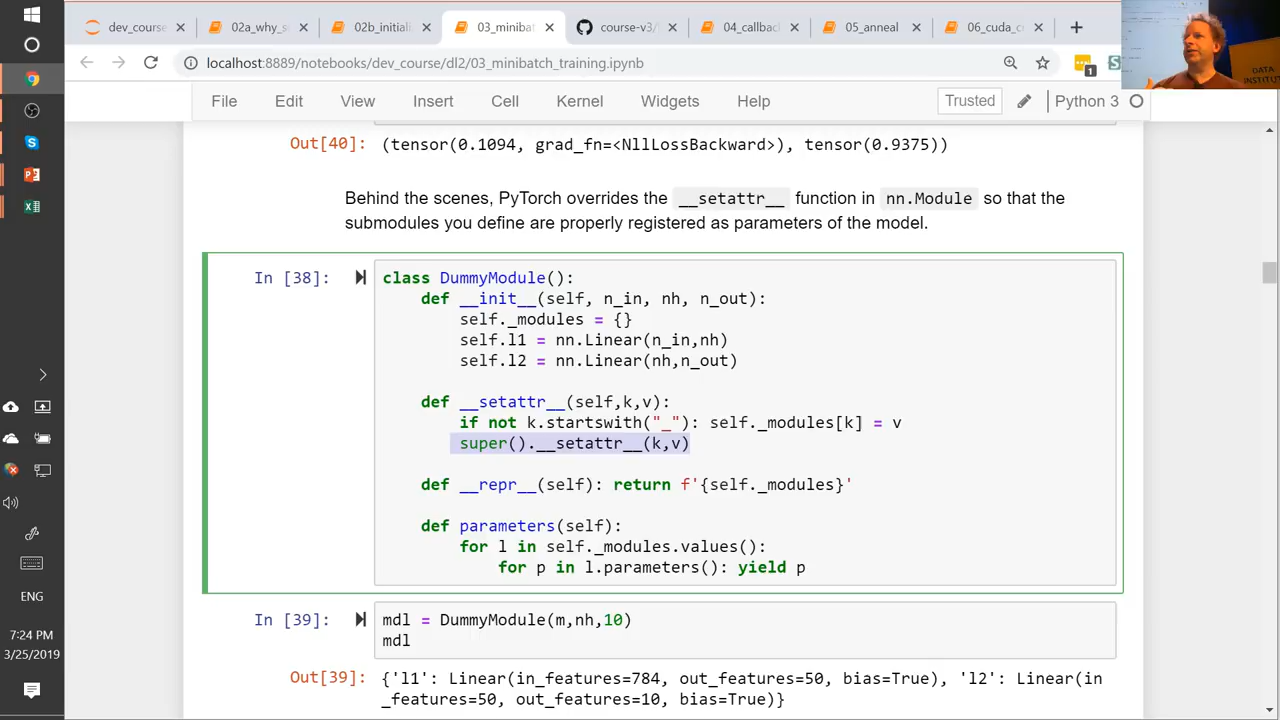 dev_course
02a_why_
02b_initiali
03_minibat
course-v3/
04_callbac
05_anneal
06_cuda_c
localhost:8889/notebooks/dev_course/dl2/03_minibatch_training.ipynb
1
S
File Edit View Insert Cell Kernel Widgets Help Trusted Python 3
DATA
INSTITU
Out[40]: (tensor(0.1094, grad_fn=<NllLossBackward>), tensor(0.9375))
Behind the scenes, PyTorch overrides the __setattr__ function in nn.Module so that the
submodules you define are properly registered as parameters of the model.
In [38]: class DummyModule():
def __init__(self, n_in, nh, n_out):
self._modules = {}
self.l1 = nn.Linear(n_in,nh)
self.l2 = nn.Linear(nh,n_out)
def __setattr__(self,k,v):
if not k.startswith("_"): self._modules[k] = v
super().__setattr__(k,v)
def __repr__(self): return f'{self._modules}'
def parameters(self):
for l in self._modules.values():
for p in l.parameters(): yield p
In [39]: mdl = DummyModule(m,nh,10)
mdl
Out[39]: {'l1': Linear(in_features=784, out_features=50, bias=True), 'l2': Linear(in
_features=50, out_features=10, bias=True)}
ENG
7:24 PM
3/25/2019